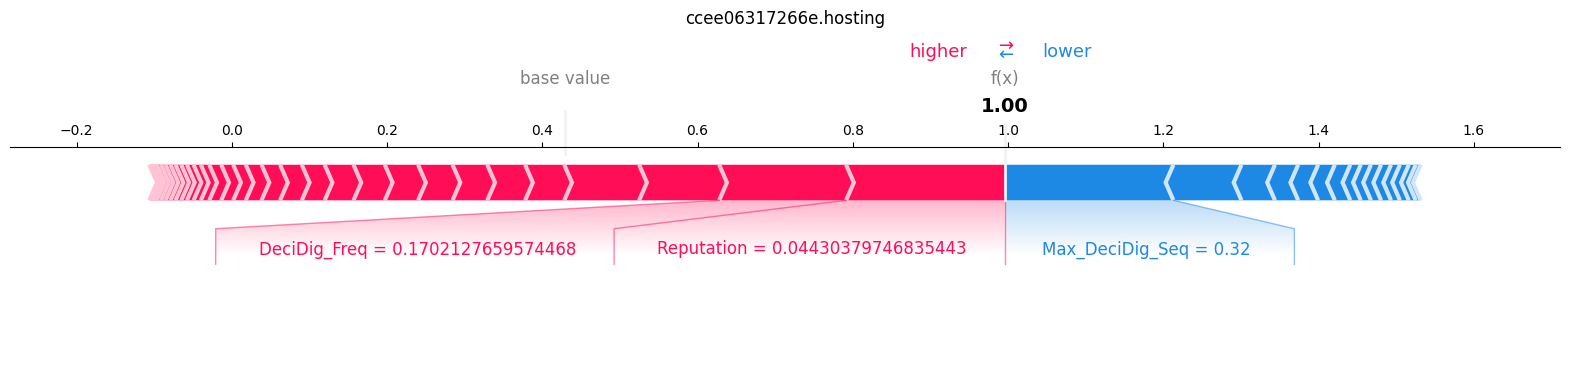 ccee06317266e.hosting
higher ⇄ lower
base value f(x)
1.00
−0.2 0.0 0.2 0.4 0.6 0.8 1.0 1.2 1.4 1.6
DeciDig_Freq = 0.1702127659574468 Reputation = 0.04430379746835443 Max_DeciDig_Seq = 0.32